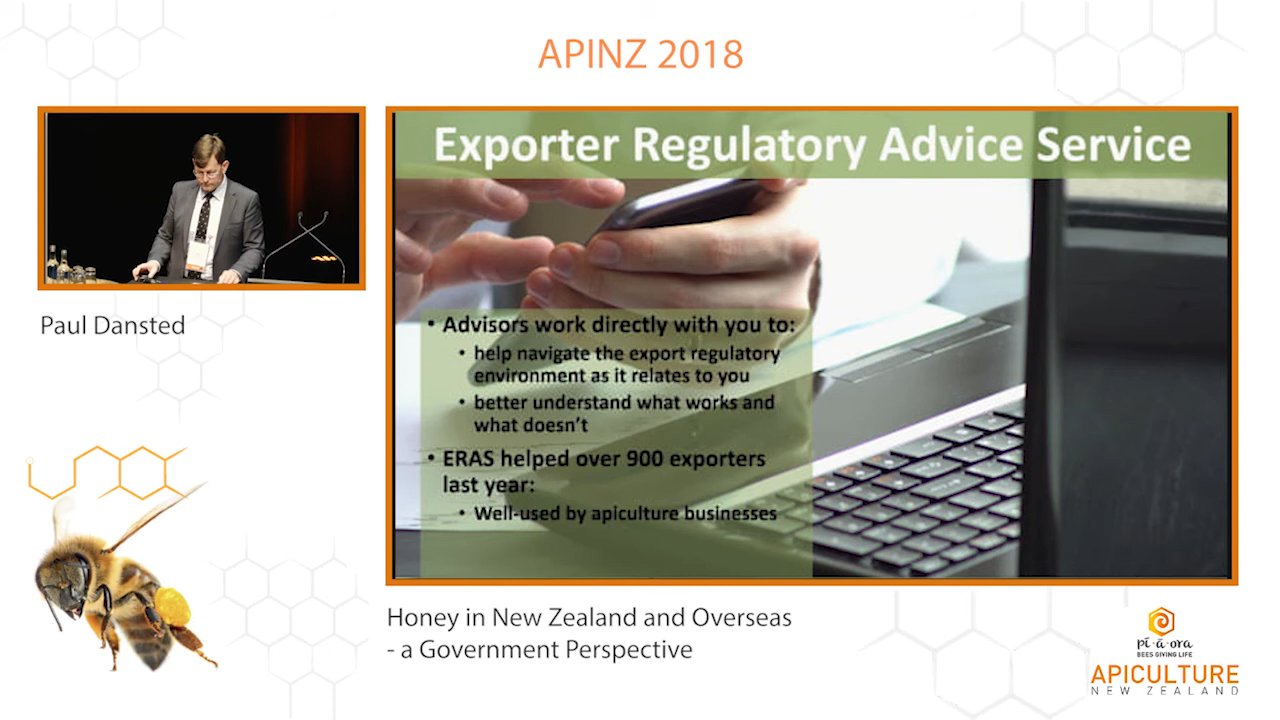 APINZ 2018
Paul Dansted
Exporter Regulatory Advice Service
• Advisors work directly with you to:
• help navigate the export regulatory
environment as it relates to you
• better understand what works and
what doesn't
• ERAS helped over 900 exporters
last year:
• Well-used by apiculture businesses
Honey in New Zealand and Overseas
- a Government Perspective
pī-ā-ora
BEES GIVING LIFE
APICULTURE
NEW ZEALAND